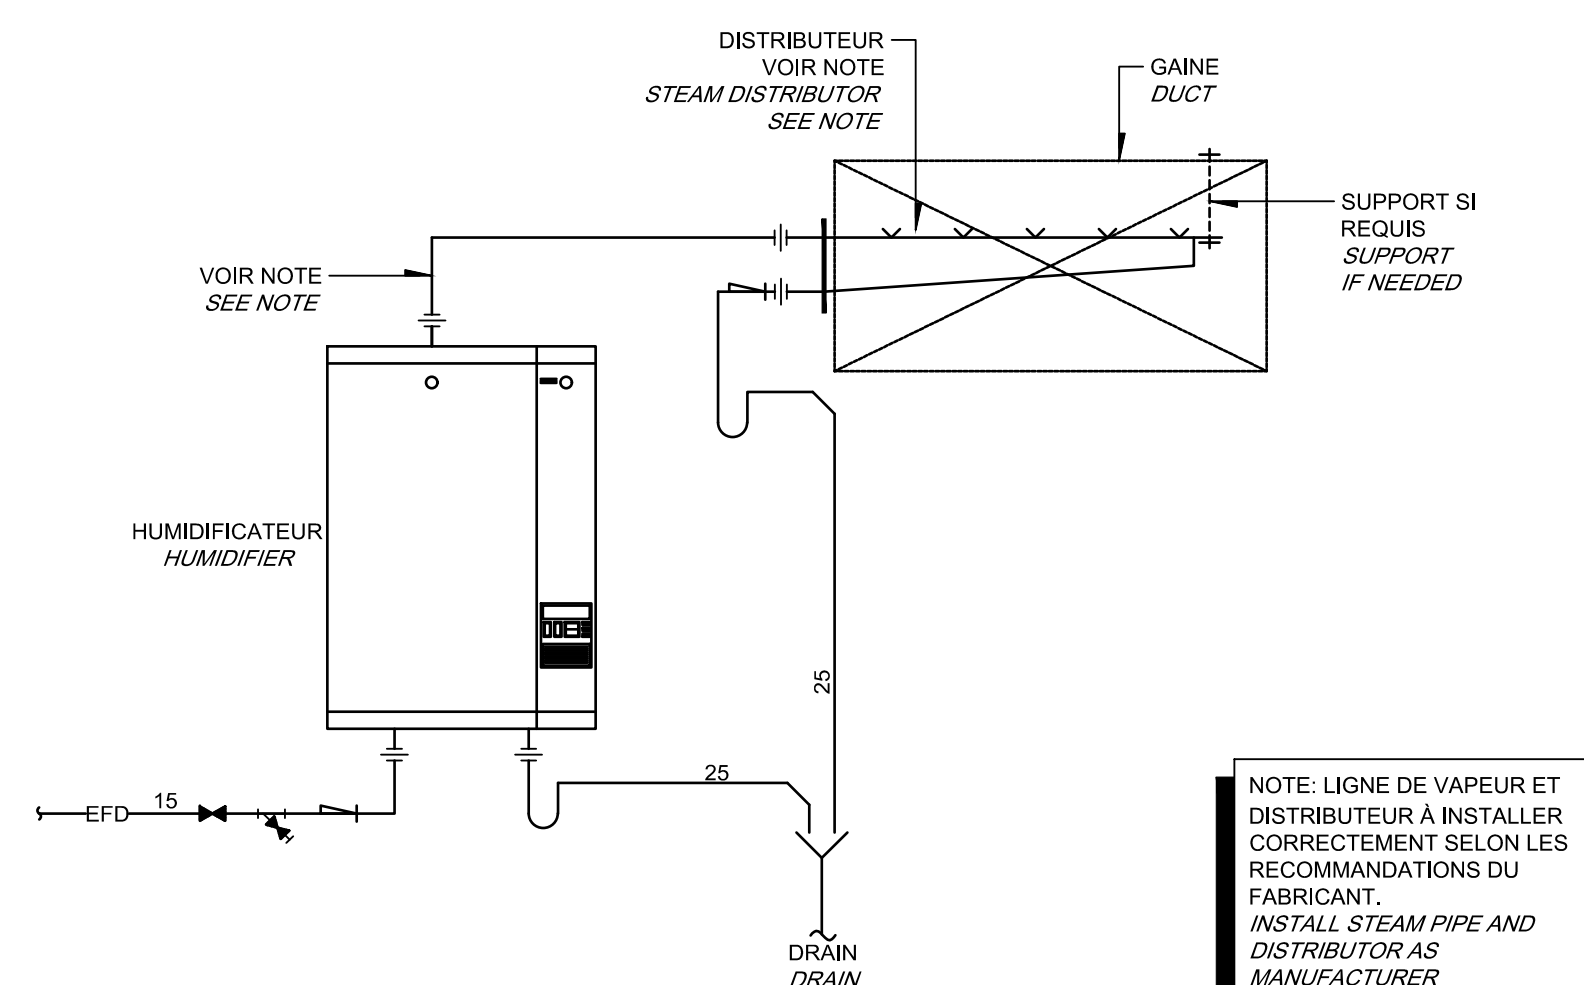 DISTRIBUTEUR
VOIR NOTE
STEAM DISTRIBUTOR
SEE NOTE
GAINE
DUCT
SUPPORT SI
REQUIS
SUPPORT
IF NEEDED
VOIR NOTE
SEE NOTE
HUMIDIFICATEUR
HUMIDIFIER
25
25
EFD
15
DRAIN
DRAIN
NOTE: LIGNE DE VAPEUR ET
DISTRIBUTEUR À INSTALLER
CORRECTEMENT SELON LES
RECOMMANDATIONS DU
FABRICANT.
INSTALL STEAM PIPE AND
DISTRIBUTOR AS
MANUFACTURER